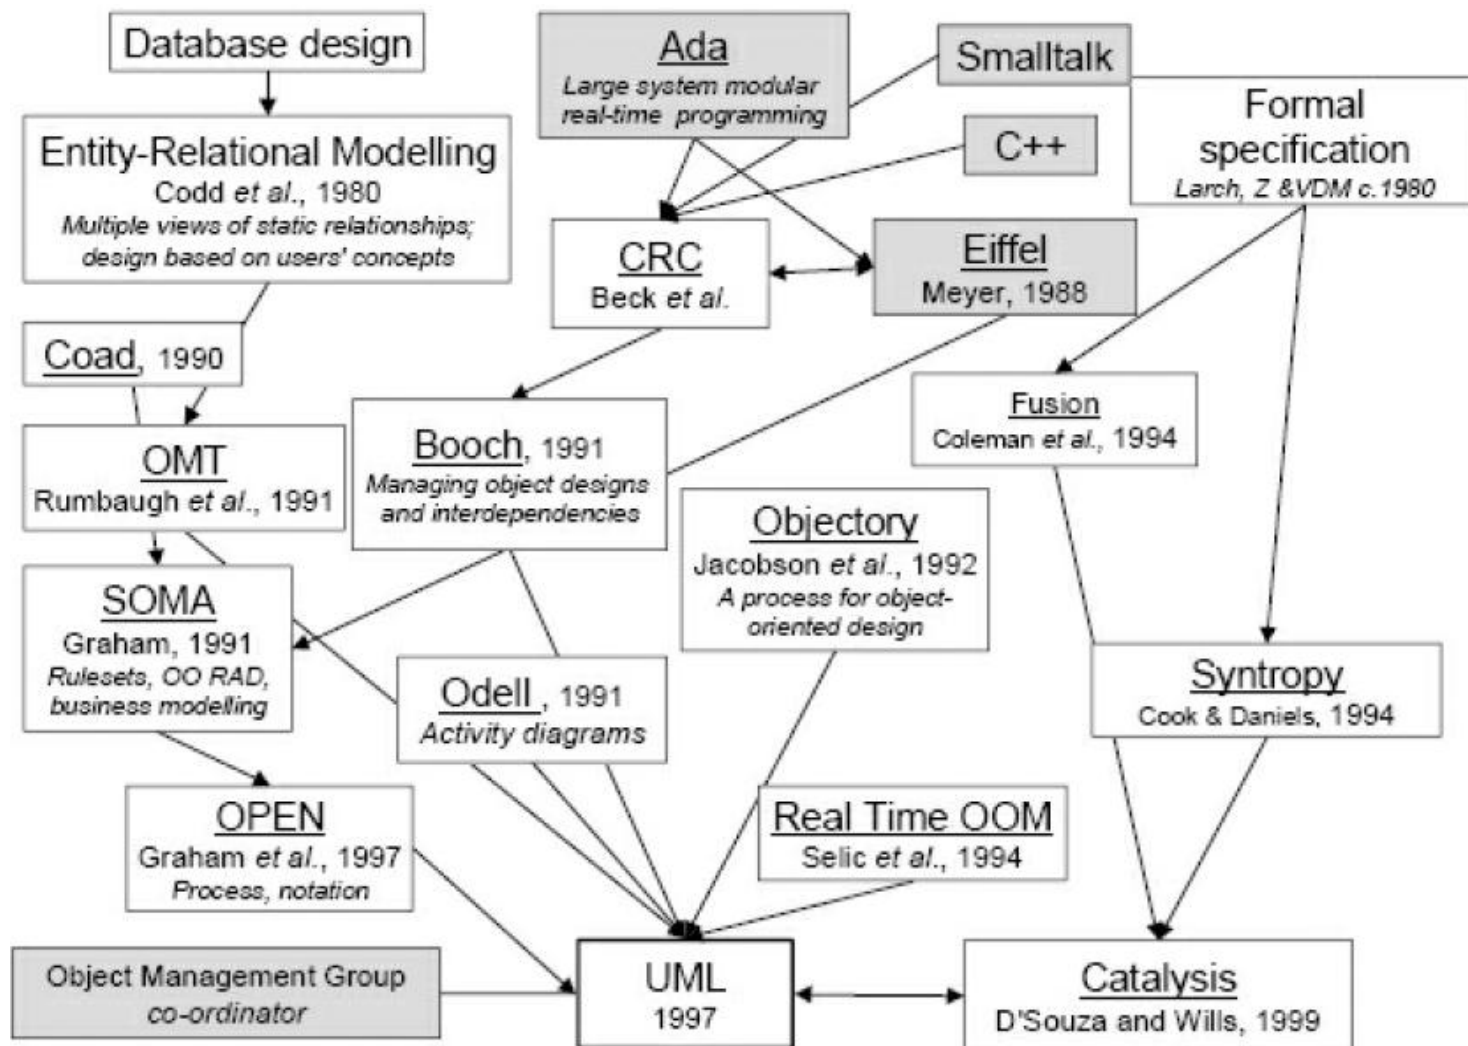 Database design
Ada
Large system modular
real-time programming
Smalltalk
C++
Formal
specification
Larch, Z &VDM c.1980
Entity-Relational Modelling
Codd et al., 1980
Multiple views of static relationships;
design based on users' concepts
CRC
Beck et al.
Eiffel
Meyer, 1988
Coad, 1990
OMT
Rumbaugh et al., 1991
Booch, 1991
Managing object designs
and interdependencies
Fusion
Coleman et al., 1994
Objectory
Jacobson et al., 1992
A process for object-
oriented design
SOMA
Graham, 1991
Rulesets, OO RAD,
business modelling
Odell , 1991
Activity diagrams
Syntropy
Cook & Daniels, 1994
OPEN
Graham et al., 1997
Process, notation
Real Time OOM
Selic et al., 1994
Object Management Group
co-ordinator
UML
1997
Catalysis
D'Souza and Wills, 1999